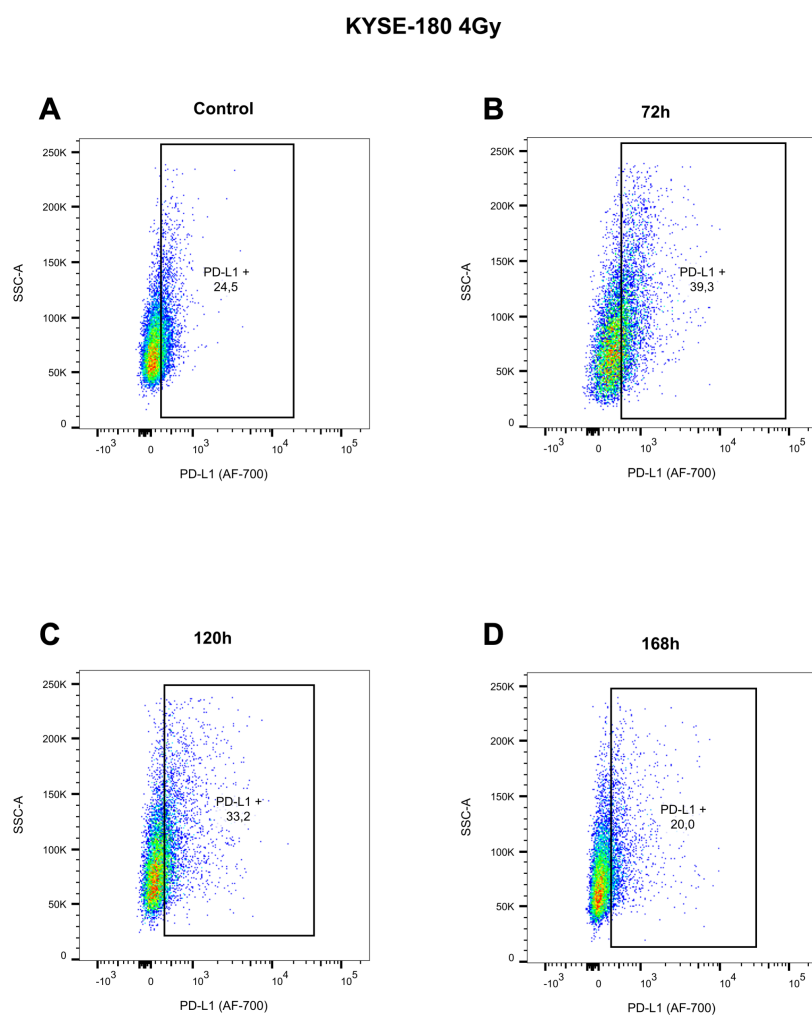 KYSE-180 4Gy
A
Control
250K
200K
150K
100K
50K
0
SSC-A
PD-L1 +
24,5
-10³ 0 10³ 10⁴ 10⁵
PD-L1 (AF-700)
B
72h
250K
200K
150K
100K
50K
0
SSC-A
PD-L1 +
39,3
-10³ 0 10³ 10⁴ 10⁵
PD-L1 (AF-700)
C
120h
250K
200K
150K
100K
50K
0
SSC-A
PD-L1 +
33,2
-10³ 0 10³ 10⁴ 10⁵
PD-L1 (AF-700)
D
168h
250K
200K
150K
100K
50K
0
SSC-A
PD-L1 +
20,0
-10³ 0 10³ 10⁴ 10⁵
PD-L1 (AF-700)